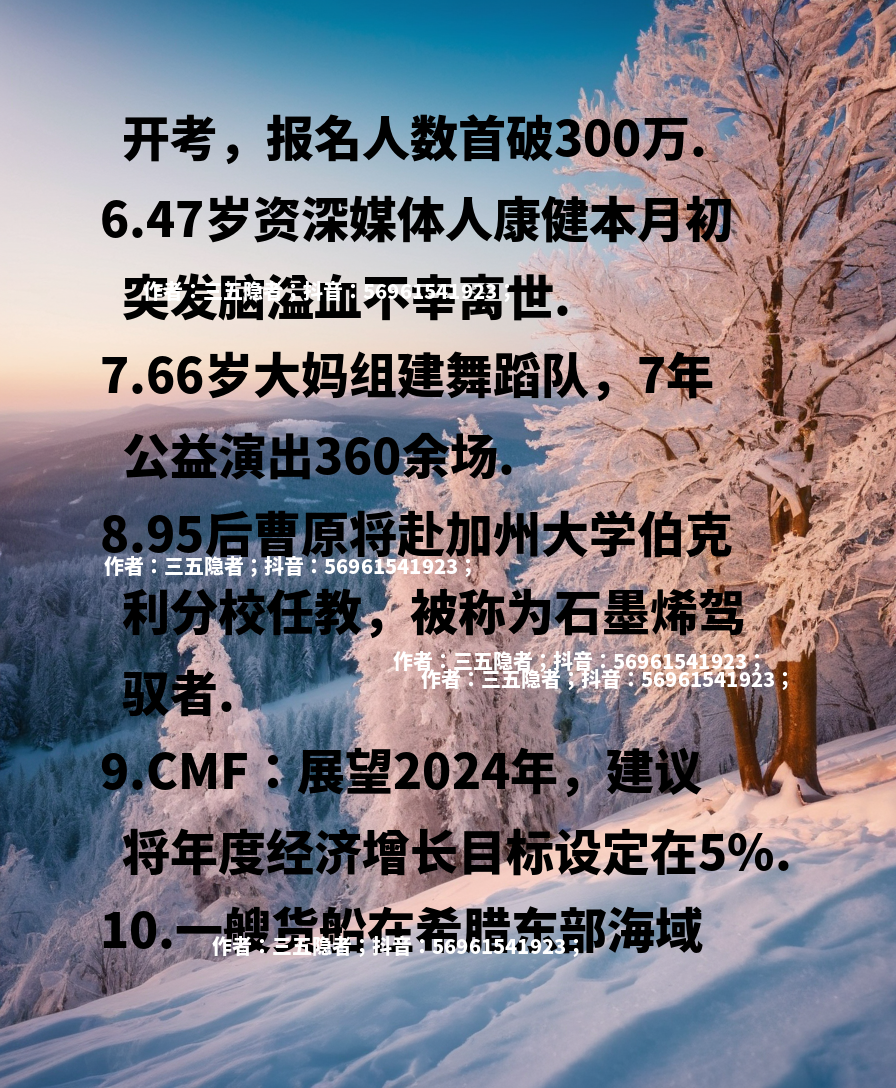 开考，报名人数首破300万.
6.47岁资深媒体人康健本月初
突发脑溢血不幸离世.
作者：三五隐者；抖音：56961541923；
7.66岁大妈组建舞蹈队，7年
公益演出360余场.
8.95后曹原将赴加州大学伯克
作者：三五隐者；抖音：56961541923；
利分校任教，被称为石墨烯驾
作者：三五隐者；抖音：56961541923；
作者：三五隐者；抖音：56961541923；
驭者.
9.CMF：展望2024年，建议
将年度经济增长目标设定在5%.
10.一艘货船在希腊东部海域
作者：三五隐者；抖音：56961541923；